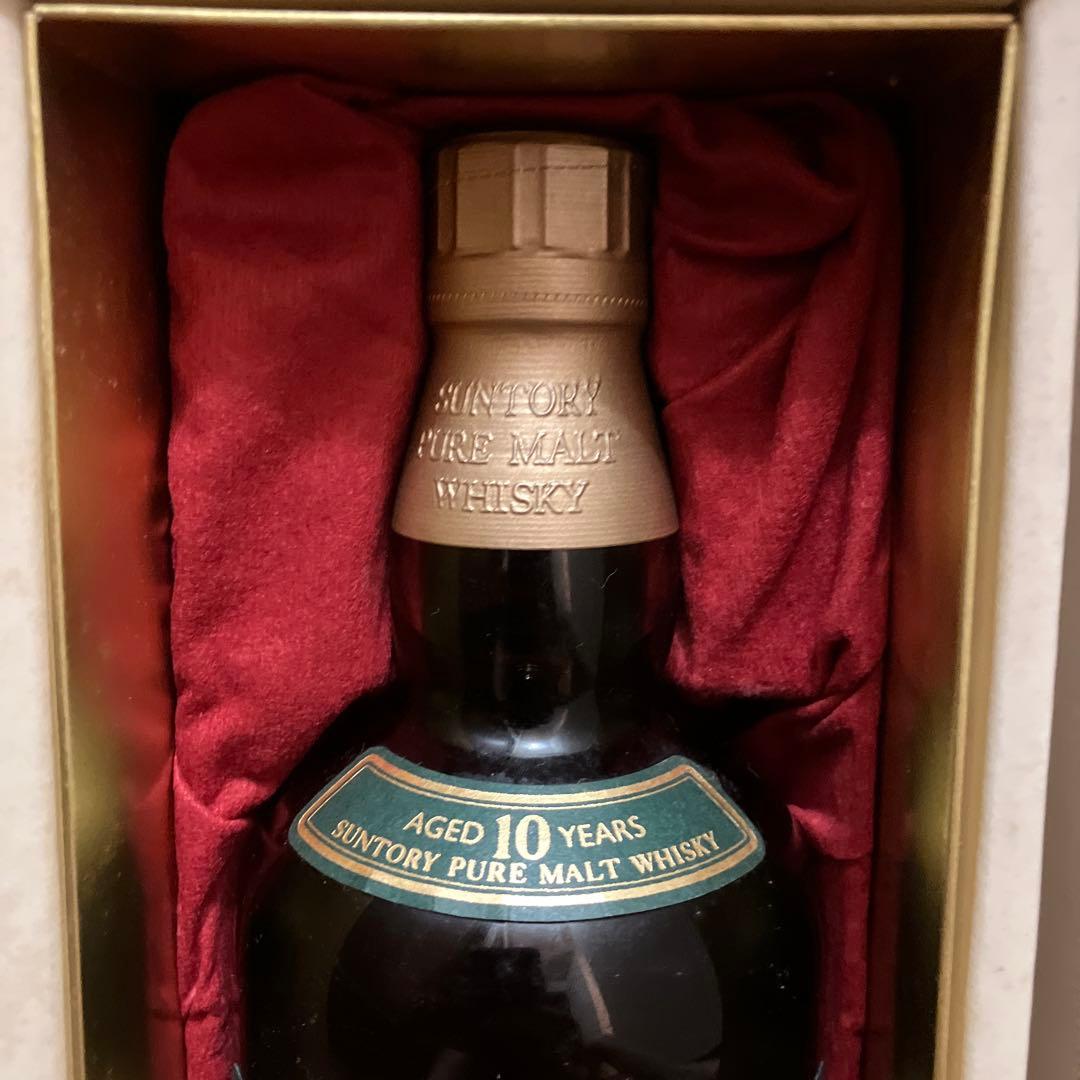 SUNTORY
PURE MALT
WHISKY
AGED 10 YEARS
SUNTORY PURE MALT WHISKY